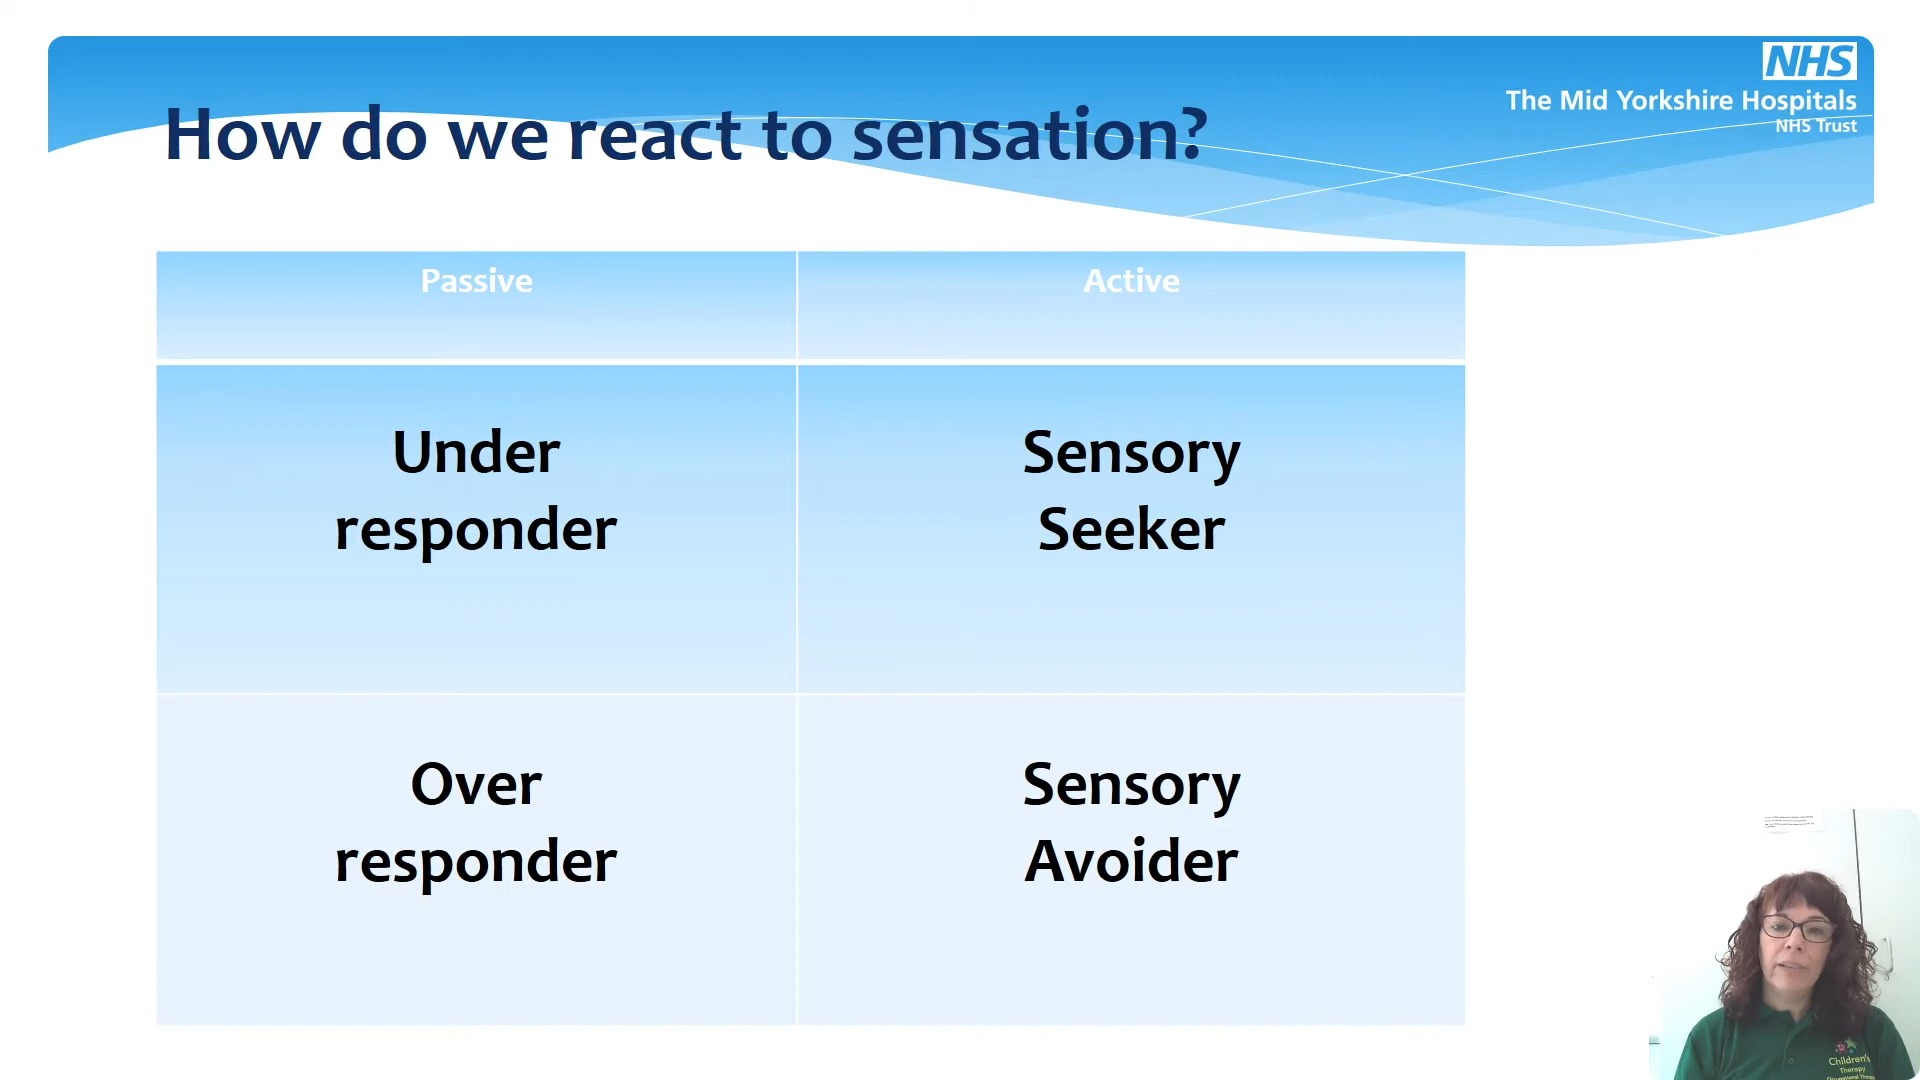 NHS
The Mid Yorkshire Hospitals
NHS Trust
How do we react to sensation?
Passive
Active
Under
responder
Sensory
Seeker
Over
responder
Sensory
Avoider
Children's
Therapy